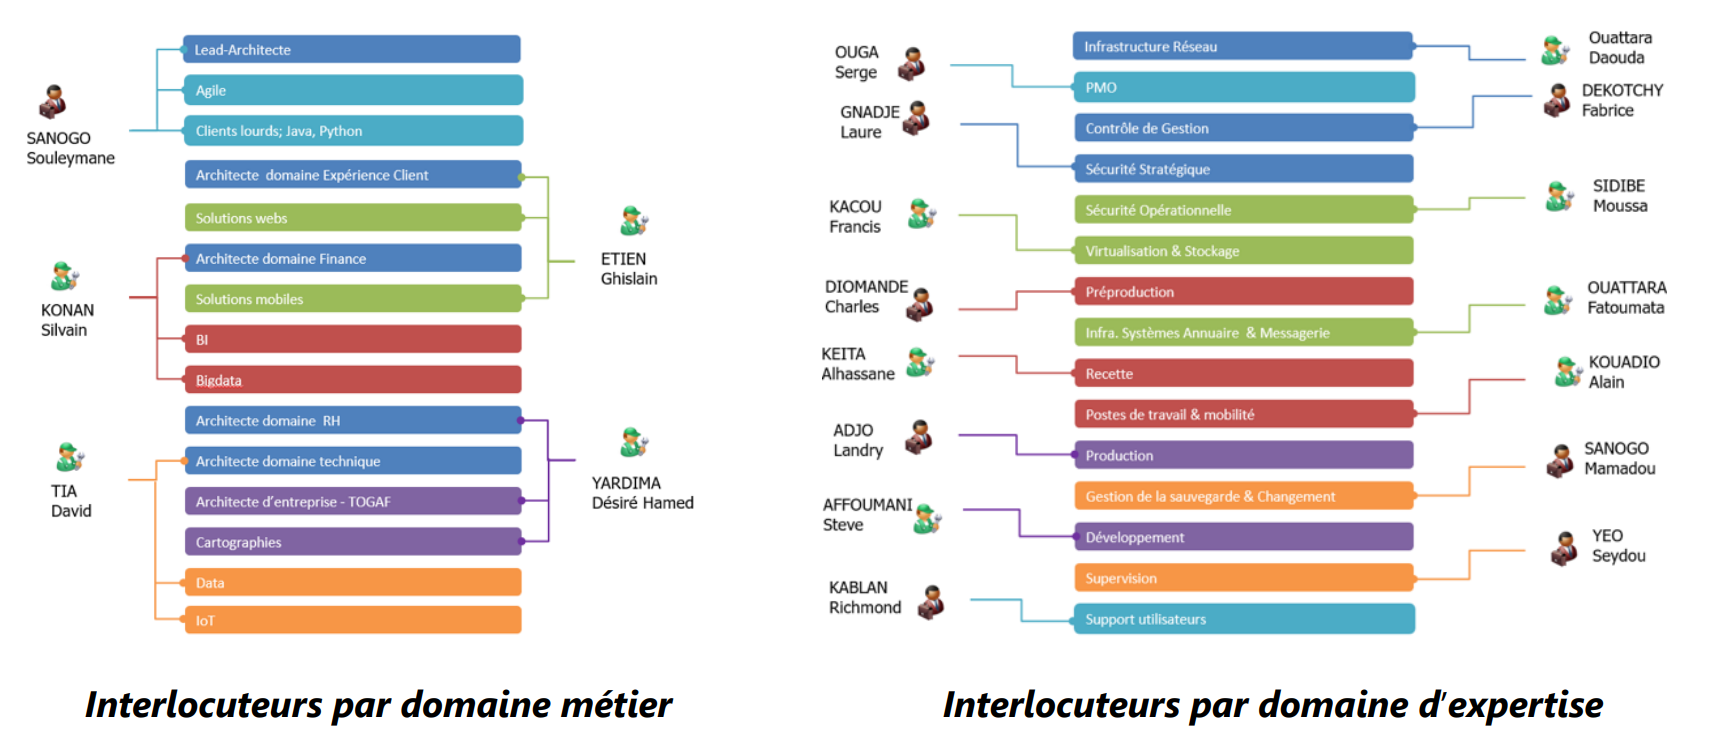 Lead-Architecte
Agile
Clients lourds; Java, Python
SANOGO
Souleymane
Architecte  domaine Expérience Client
Solutions webs
Architecte domaine Finance
Solutions mobiles
BI
Bigdata
ETIEN
Ghislain
KONAN
Silvain
Architecte domaine  RH
Architecte domaine technique
Architecte d’entreprise - TOGAF
Cartographies
Data
IoT
TIA
David
YARDIMA
Désiré Hamed
Interlocuteurs par domaine métier
OUGA
Serge
GNADJE
Laure
KACOU
Francis
DIOMANDE
Charles
KEITA
Alhassane
ADJO
Landry
AFFOUMANI
Steve
KABLAN
Richmond
Infrastructure Réseau
PMO
Contrôle de Gestion
Sécurité Stratégique
Sécurité Opérationnelle
Virtualisation & Stockage
Préproduction
Infra. Systèmes Annuaire  & Messagerie
Recette
Postes de travail & mobilité
Production
Gestion de la sauvegarde & Changement
Développement
Supervision
Support utilisateurs
Ouattara
Daouda
DEKOTCHY
Fabrice
SIDIBE
Moussa
OUATTARA
Fatoumata
KOUADIO
Alain
SANOGO
Mamadou
YEO
Seydou
Interlocuteurs par domaine d'expertise